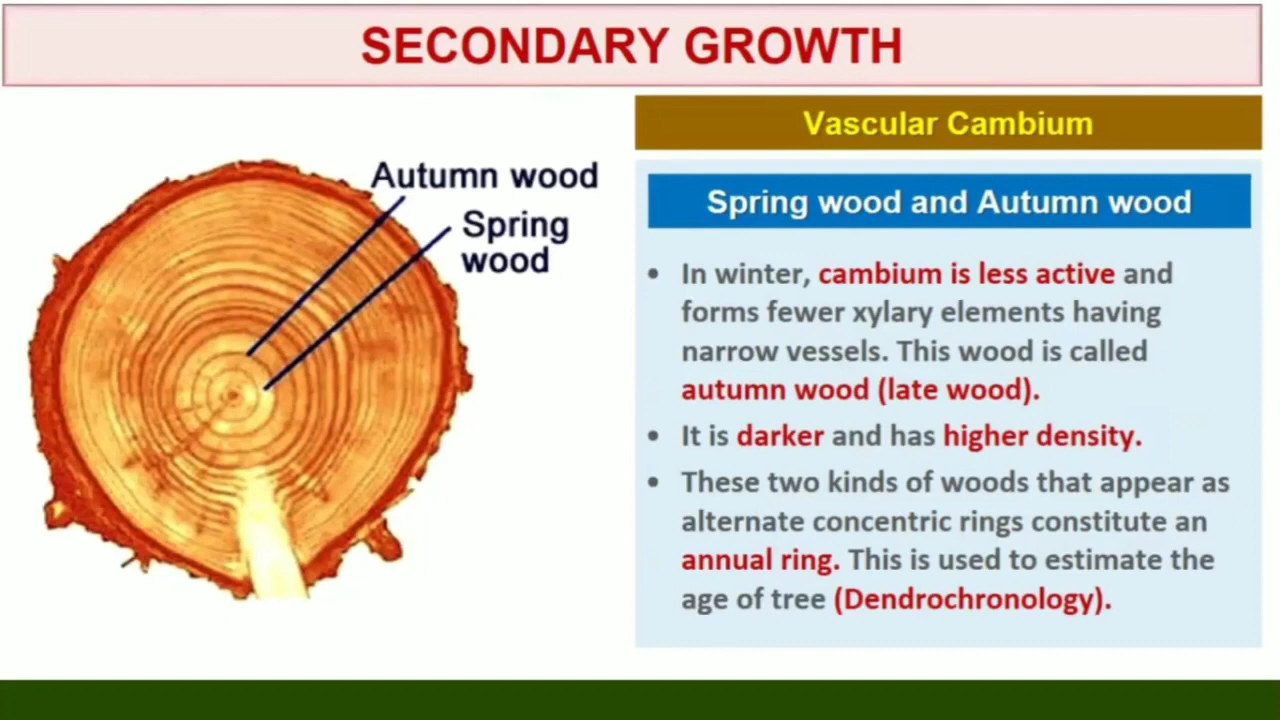 SECONDARY GROWTH
Autumn wood
Spring
wood
Vascular Cambium
Spring wood and Autumn wood
• In winter, cambium is less active and
forms fewer xylary elements having
narrow vessels. This wood is called
autumn wood (late wood).
• It is darker and has higher density.
• These two kinds of woods that appear as
alternate concentric rings constitute an
annual ring. This is used to estimate the
age of tree (Dendrochronology).